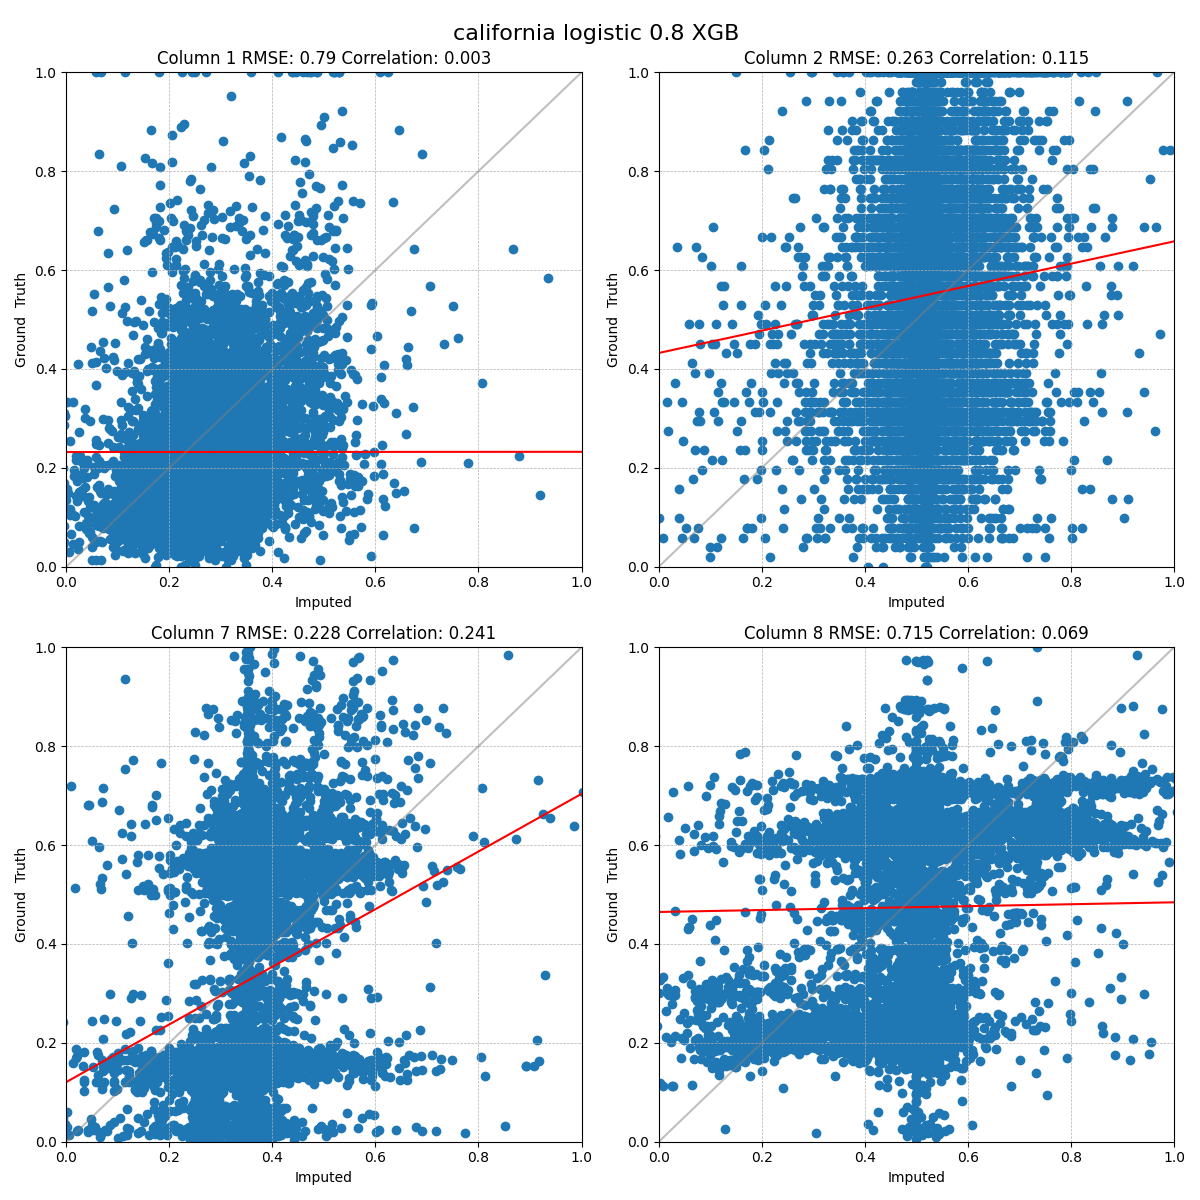 california logistic 0.8 XGB
Column 1 RMSE: 0.79 Correlation: 0.003
Column 2 RMSE: 0.263 Correlation: 0.115
1.0
0.8
0.6
0.4
0.2
0.0
Ground Truth
0.0 0.2 0.4 0.6 0.8 1.0
Imputed
1.0
0.8
0.6
0.4
0.2
0.0
Ground Truth
0.0 0.2 0.4 0.6 0.8 1.0
Imputed
Column 7 RMSE: 0.228 Correlation: 0.241
Column 8 RMSE: 0.715 Correlation: 0.069
1.0
0.8
0.6
0.4
0.2
0.0
Ground Truth
0.0 0.2 0.4 0.6 0.8 1.0
Imputed
1.0
0.8
0.6
0.4
0.2
0.0
Ground Truth
0.0 0.2 0.4 0.6 0.8 1.0
Imputed